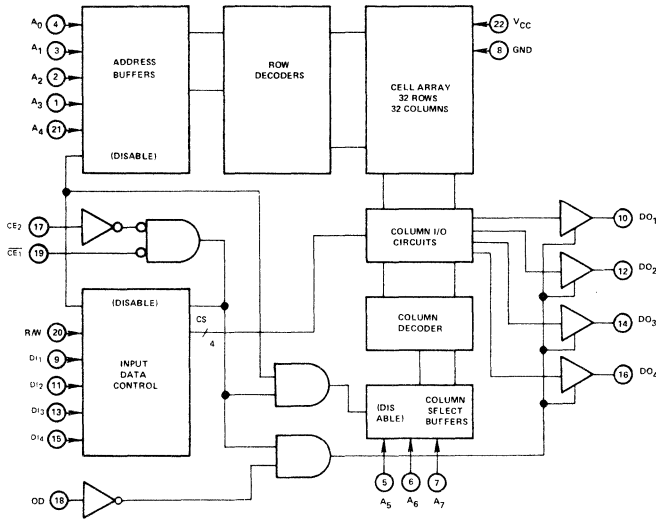 A0 4
A1 3
A2 2
A3 1
A4 21
ADDRESS
BUFFERS
(DISABLE)
ROW
DECODERS
CELL ARRAY
32 ROWS
32 COLUMNS
22 VCC
8 GND
CE2 17
CE1 19
COLUMN I/O
CIRCUITS
10 DO1
12 DO2
14 DO3
16 DO4
(DISABLE)
CS
4
R/W 20
DI1 9
DI2 11
DI3 13
DI4 15
INPUT
DATA
CONTROL
COLUMN
DECODER
(DIS
ABLE)
COLUMN
SELECT
BUFFERS
5 6 7
A5 A6 A7
OD 18